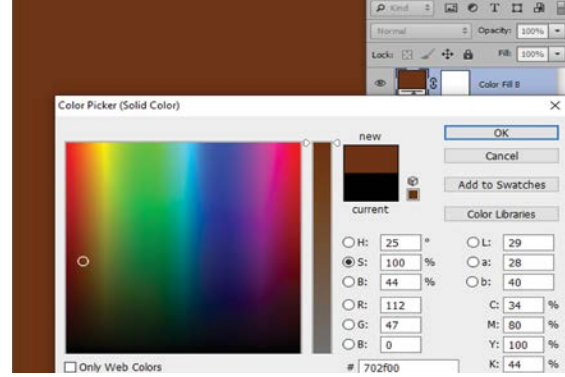 Kind T
Normal Opacity: 100%
Lock: Fill: 100%
Color Fill 8
Color Picker (Solid Color)
new
OK
Cancel
Add to Swatches
current
Color Libraries
H: 25 ° L: 29
S: 100 % a: 28
B: 44 % b: 40
R: 112 C: 34 %
G: 47 M: 80 %
B: 0 Y: 100 %
Only Web Colors # 702f00 K: 44 %